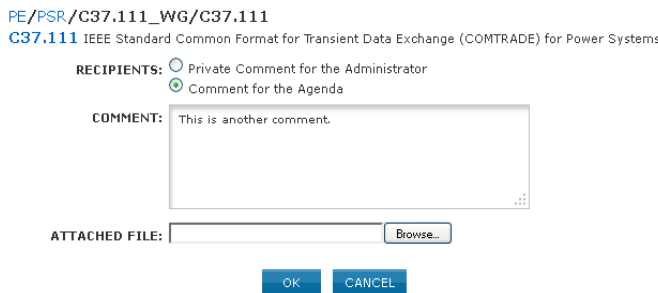 PE/PSR/C37.111_WG/C37.111
C37.111 IEEE Standard Common Format for Transient Data Exchange (COMTRADE) for Power Systems
RECIPIENTS: Private Comment for the Administrator
Comment for the Agenda
COMMENT: This is another comment.
ATTACHED FILE: Browse...
OK CANCEL